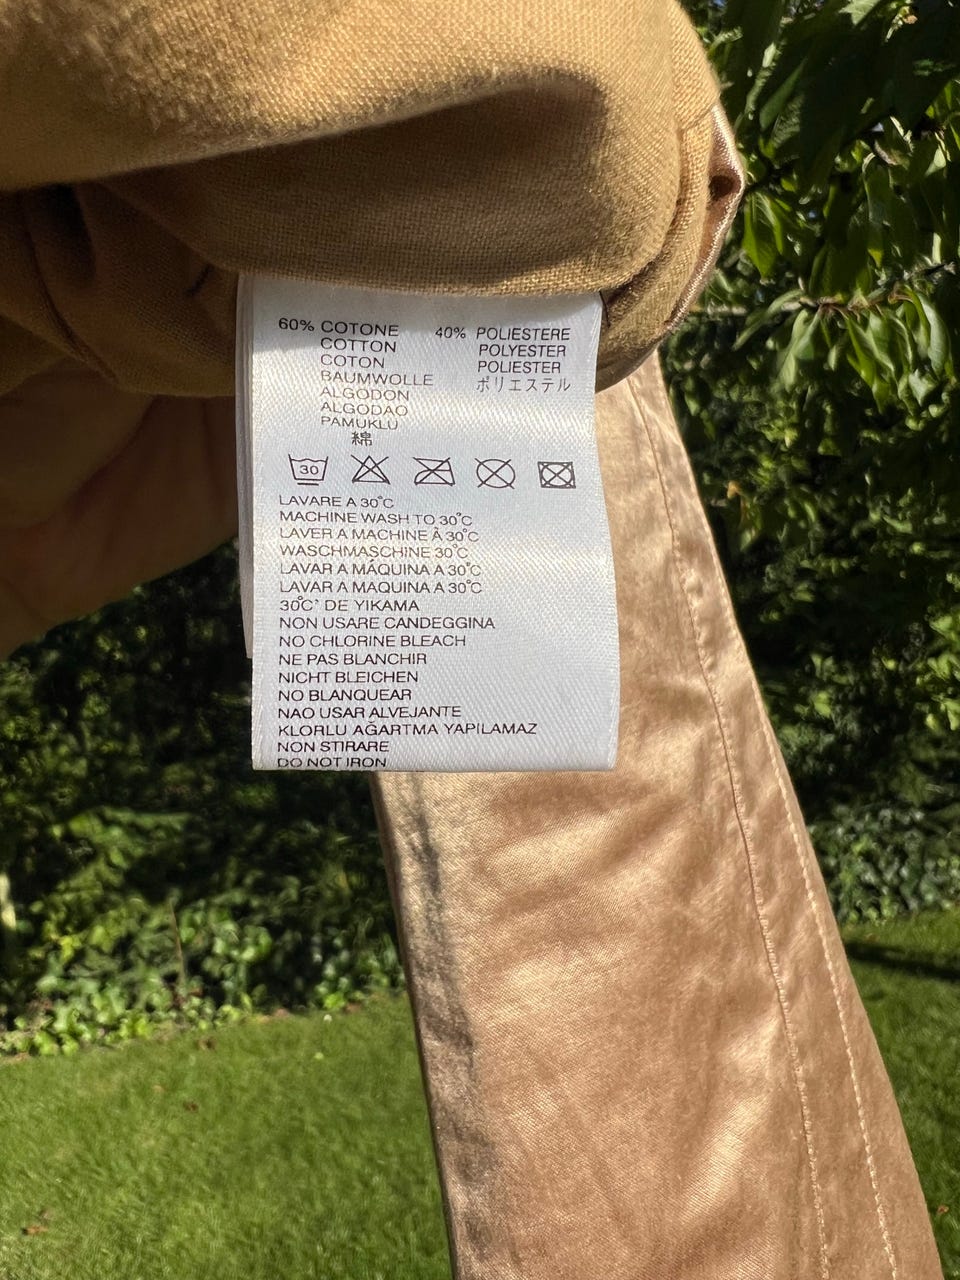 60% COTONE 40% POLIESTERE
COTTON POLYESTER
COTON POLIESTER
BAUMWOLLE ポリエステル
ALGODON
ALGODAO
PAMUKLU
綿
30
LAVARE A 30°C
MACHINE WASH TO 30°C
LAVER A MACHINE À 30°C
WASCHMASCHINE 30°C
LAVAR A MÁQUINA A 30°C
LAVAR A MÁQUINA A 30°C
30°C' DE YIKAMA
NON USARE CANDEGGINA
NO CHLORINE BLEACH
NE PAS BLANCHIR
NICHT BLEICHEN
NO BLANQUEAR
NAO USAR ALVEJANTE
KLORLU AĞARTMA YAPILAMAZ
NON STIRARE
DO NOT IRON